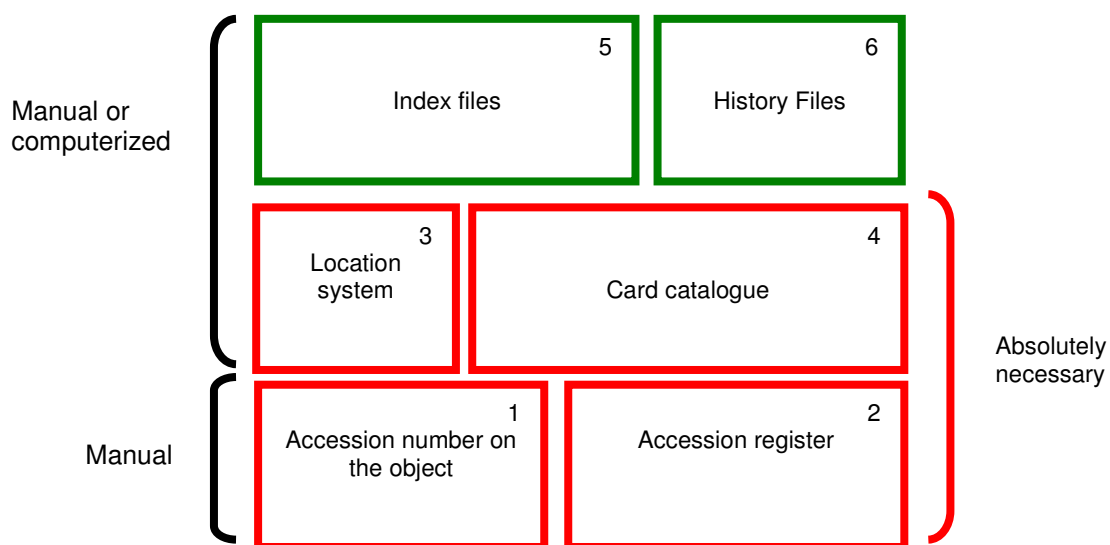 5
6
Index files
History Files
Manual or
computerized
3
4
Location
system
Card catalogue
Absolutely
necessary
1
2
Accession number on
the object
Accession register
Manual